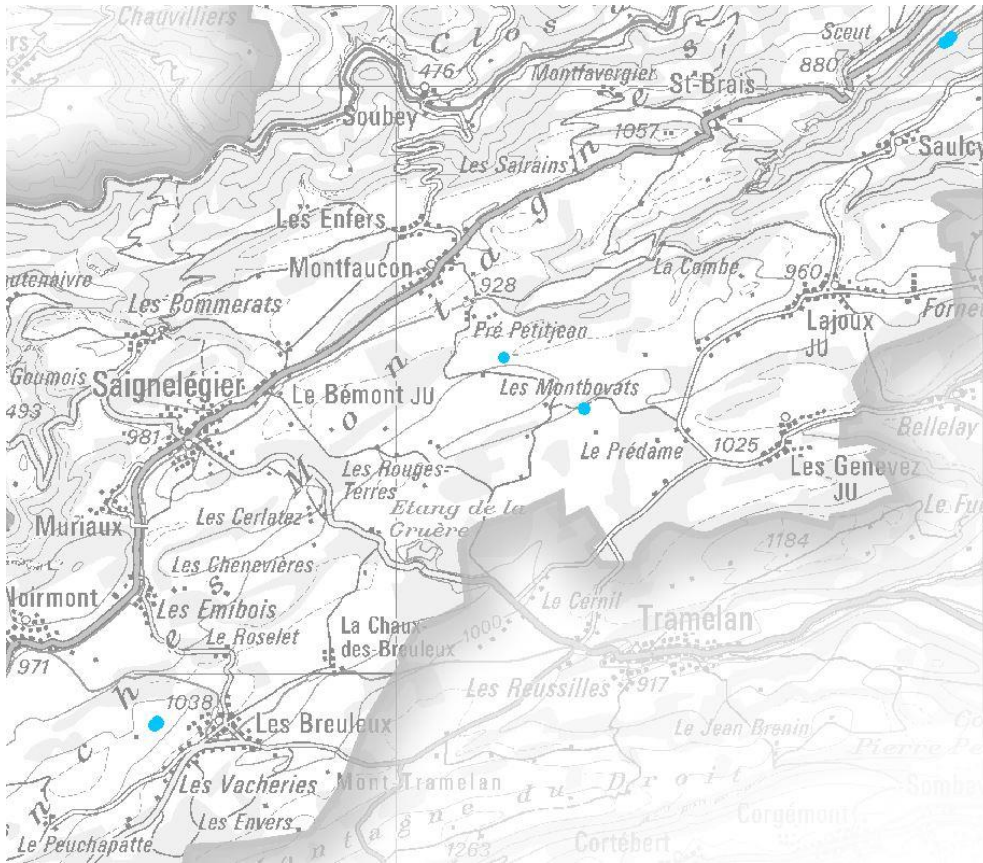 Chauvilliers
Sceut
Clos
476
Montfavergier
880
St-Brais
Soubey
1057
Saulcy
Les Sairains
Les Enfers
La Combe
960
Montfaucon
928
Les Pommerats
Pré Petitjean
Lajoux
JU
Goumois
Saignelégier
Le Bémont JU
Les Montbovats
493
981
Le Prédame
1025
Bellelay
Les Rouges-
Terres
Les Genevez
JU
Muriaux
Les Cerlatez
Etang de la
Gruère
1184
Les Chenevières
Noirmont
Les Emibois
Le Cernil
Tramelan
La Chaux-
des-Breuleux
1000
Le Roselet
971
Les Reussilles
917
1038
Les Breuleux
Le Jean Brenin
Les Vacheries
Mont-Tramelan
Les Envers
du Droit
Corgémont
Le Peuchapatte
1263
Cortébert